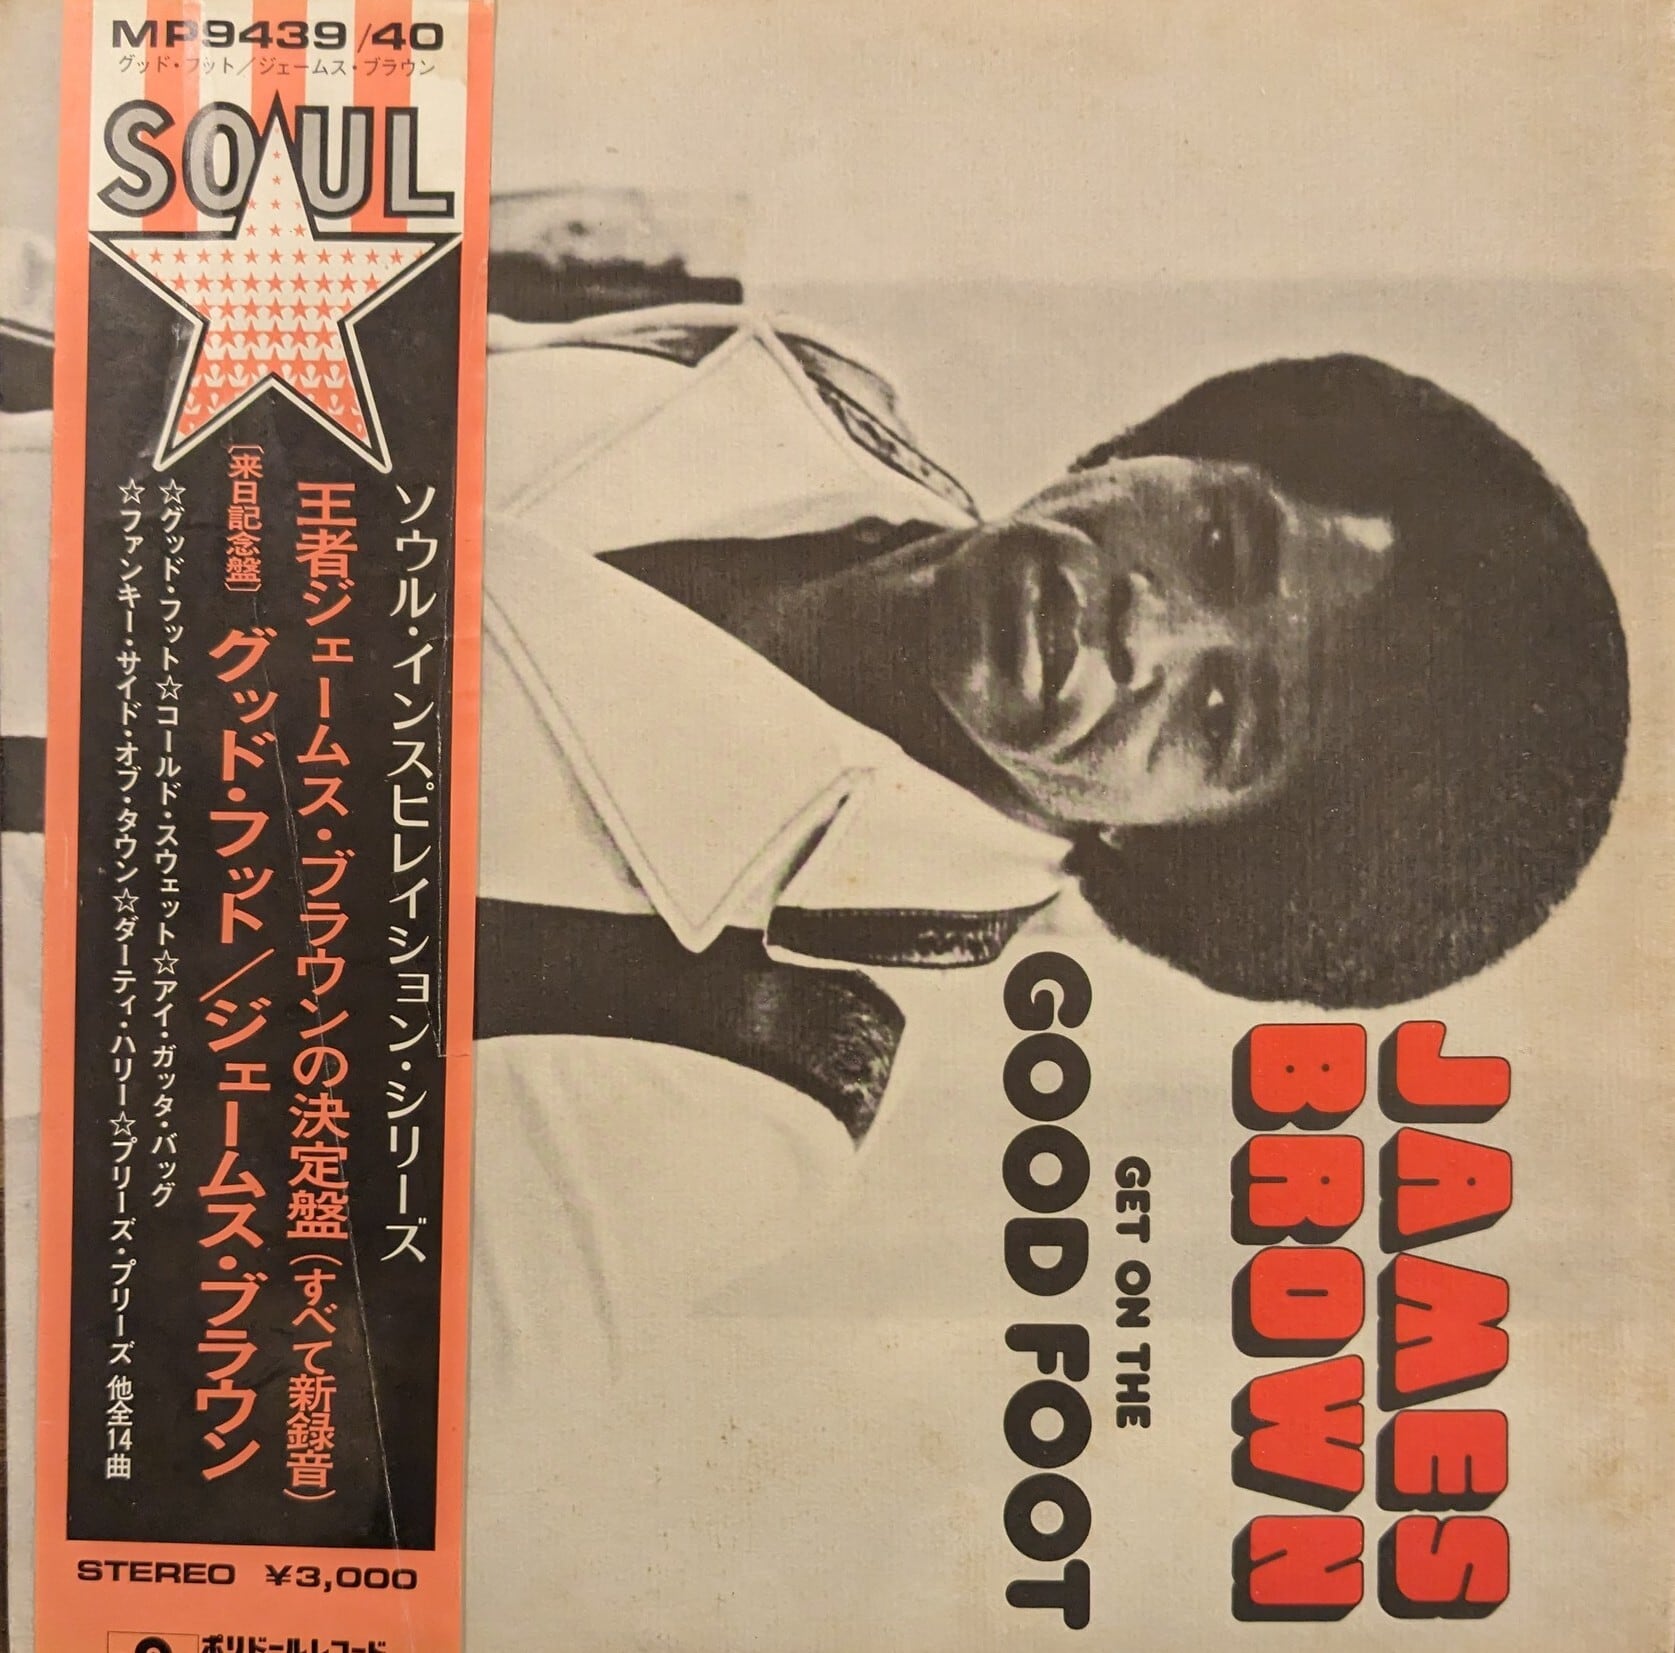 MP9439/40
グッド・フット／ジェームス・ブラウン
SOUL
ソウル・インスピレイション・シリーズ
王者ジェームス・ブラウンの決定盤(すべて新録音)
〔来日記念盤〕グッド・フット／ジェームス・ブラウン
☆グッド・フット☆コールド・スウェット☆アイ・ガッタ・バッグ
☆ファンキー・サイド・オブ・タウン☆ダーティ・ハリー☆プリーズ・プリーズ 他全14曲
STEREO ¥3,000
ポリドールレコード
JAMES
BROWN
GET ON THE
GOOD FOOT